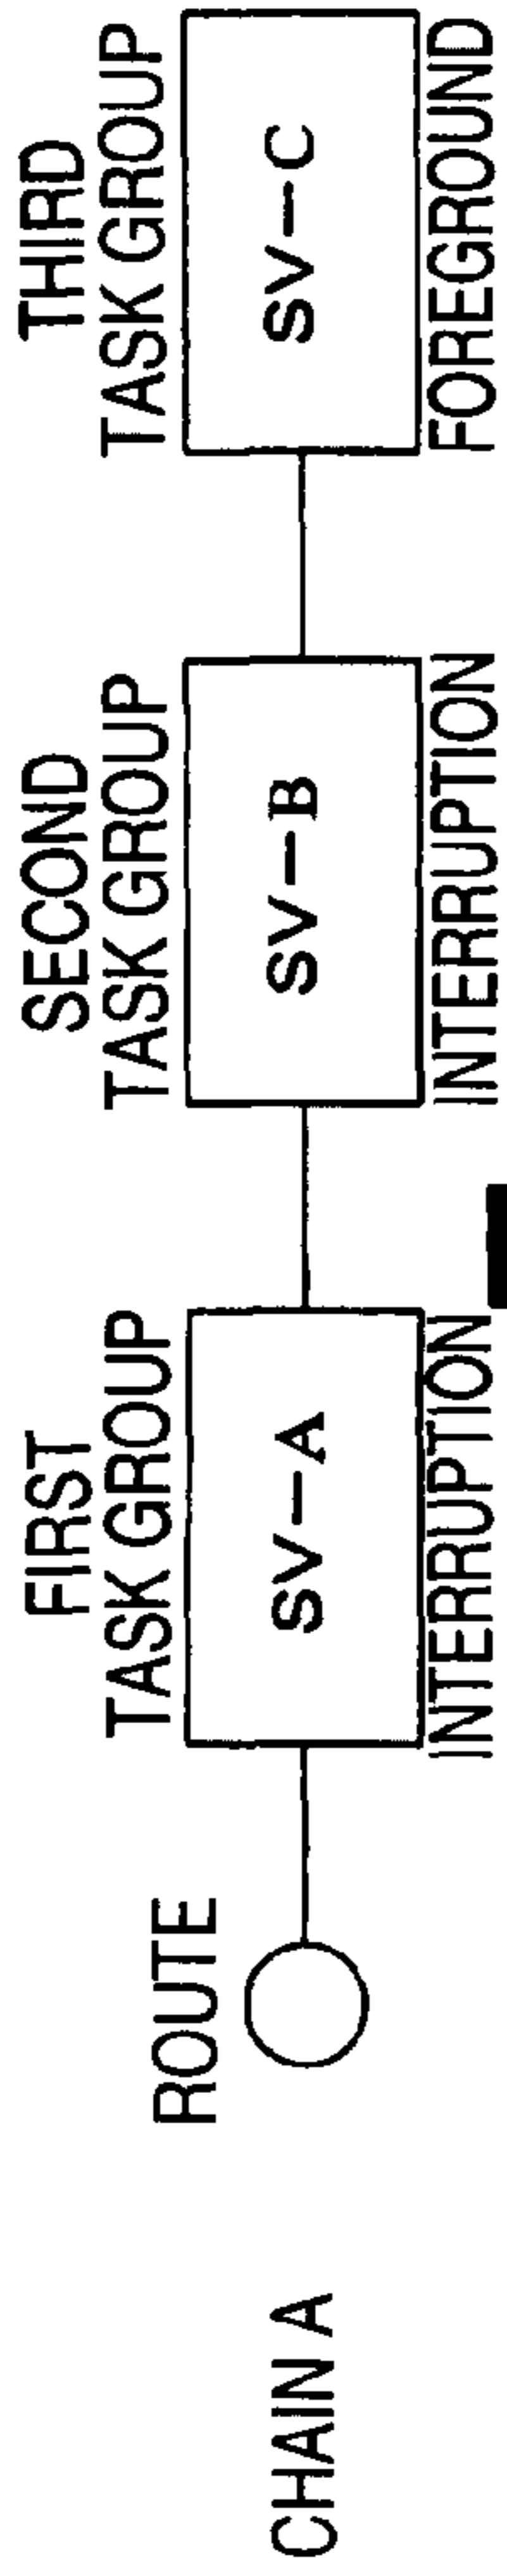 CHAIN A
ROUTE
FIRST
TASK GROUP
SV-A
INTERRUPTION
SECOND
TASK GROUP
SV-B
INTERRUPTION
THIRD
TASK GROUP
SV-C
FOREGROUND